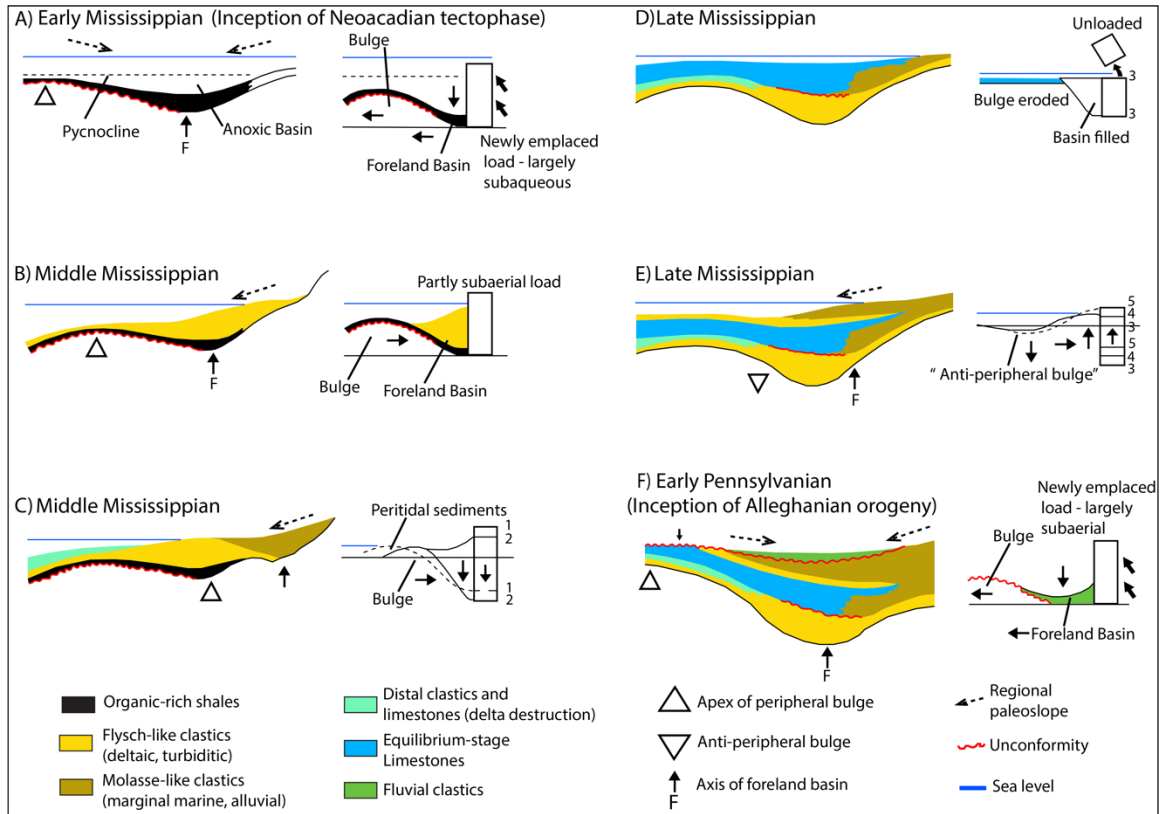 A) Early Mississippian (Inception of Neoacadian tectophase)
Bulge
Pycnocline
Anoxic Basin
F
Foreland Basin
Newly emplaced
load - largely
subaqueous
B) Middle Mississippian
Partly subaerial load
F
Bulge
Foreland Basin
C) Middle Mississippian
Peritidal sediments
1
2
Bulge
1
2
D) Late Mississippian
Unloaded
3
Bulge eroded
3
Basin filled
E) Late Mississippian
5
4
3
5
4
3
F
" Anti-peripheral bulge"
F) Early Pennsylvanian
(Inception of Alleghanian orogeny)
Newly emplaced
load - largely
subaerial
Bulge
F
Foreland Basin
Organic-rich shales
Flysch-like clastics
(deltaic, turbiditic)
Molasse-like clastics
(marginal marine, alluvial)
Distal clastics and
limestones (delta destruction)
Equilibrium-stage
Limestones
Fluvial clastics
Apex of peripheral bulge
Anti-peripheral bulge
F
Axis of foreland basin
Regional
paleoslope
Unconformity
Sea level